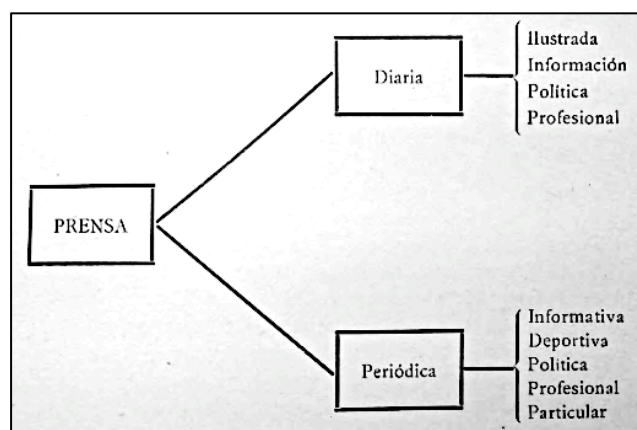 Ilustrada
Información
Política
Profesional
Diaria
PRENSA
Periódica
Informativa
Deportiva
Política
Profesional
Particular